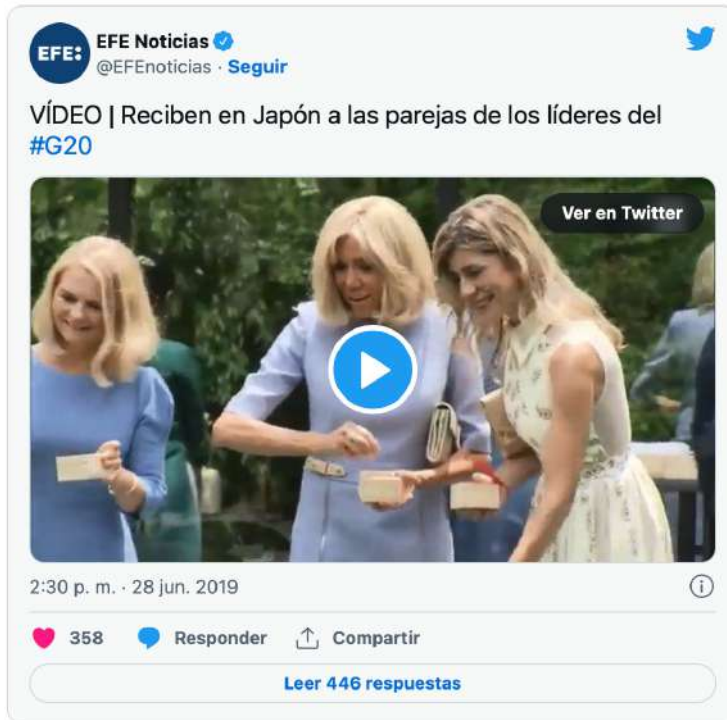 EFE:
EFE Noticias
@EFEnoticias · Seguir
VÍDEO | Reciben en Japón a las parejas de los líderes del
#G20
Ver en Twitter
2:30 p. m. · 28 jun. 2019
358
Responder
Compartir
Leer 446 respuestas